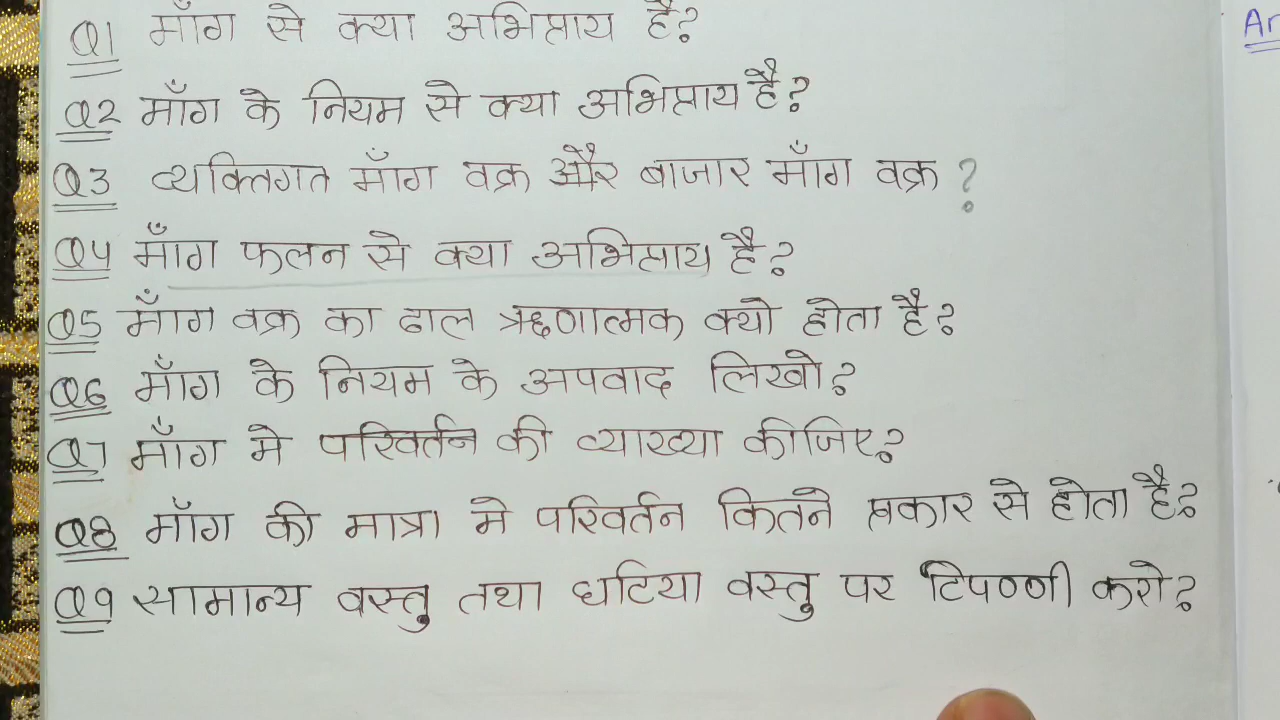 Q1 माँग से क्या अभिप्राय है?
Q2 माँग के नियम से क्या अभिप्राय है?
Q3 व्यक्तिगत माँग वक्र और बाजार माँग वक्र ?
Q4 माँग फलन से क्या अभिप्राय है?
Q5 माँग वक्र का ढाल ऋणात्मक क्यो होता है?
Q6 माँग के नियम के अपवाद लिखो?
Q7 माँग मे परिवर्तन की व्याख्या कीजिए?
Q8 माँग की मात्रा मे परिवर्तन कितने प्रकार से होता है?
Q9 सामान्य वस्तु तथा घटिया वस्तु पर टिपण्णी करो?